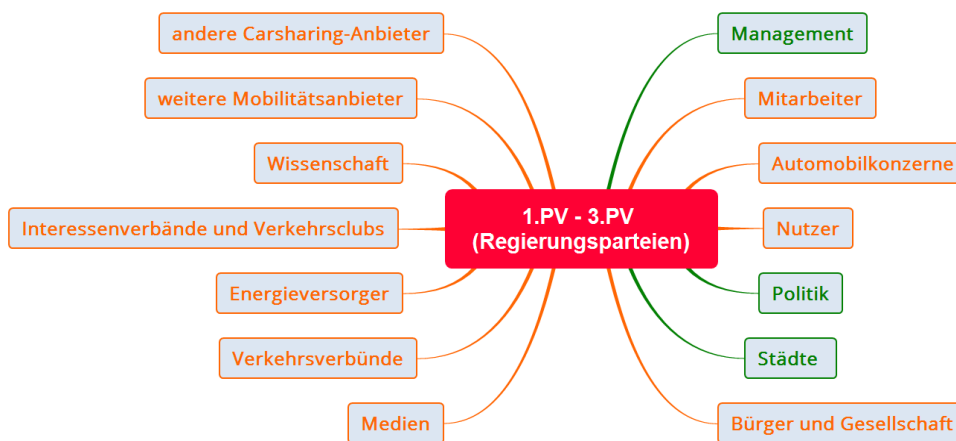 andere Carsharing-Anbieter
weitere Mobilitätsanbieter
Wissenschaft
Interessenverbände und Verkehrsclubs
Energieversorger
Verkehrsverbünde
Medien
1.PV - 3.PV
(Regierungsparteien)
Management
Mitarbeiter
Automobilkonzerne
Nutzer
Politik
Städte
Bürger und Gesellschaft